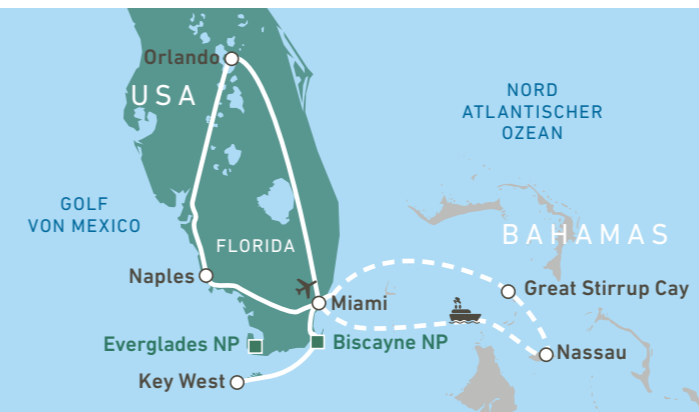 Orlando
USA
NORD
ATLANTISCHER
OZEAN
GOLF
VON MEXICO
FLORIDA
BAHAMAS
Naples
Miami
Great Stirrup Cay
Everglades NP
Biscayne NP
Nassau
Key West